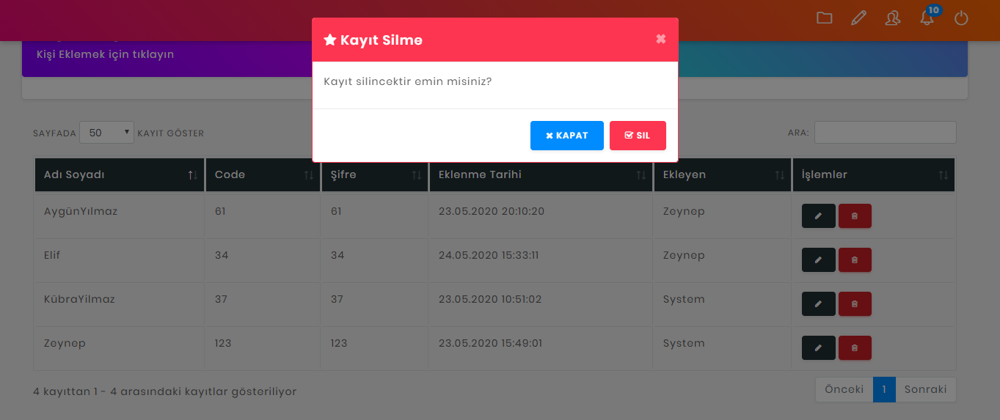 10
Kayıt Silme
Kişi Eklemek için tıklayın
Kayıt silincektir emin misiniz?
KAPAT SIL
SAYFADA 50 KAYIT GÖSTER ARA:
Adı Soyadı Code Şifre Eklenme Tarihi Ekleyen İşlemler
AygünYılmaz 61 61 23.05.2020 20:10:20 Zeynep
Elif 34 34 24.05.2020 15:33:11 Zeynep
KübraYilmaz 37 37 23.05.2020 10:51:02 System
Zeynep 123 123 23.05.2020 15:49:01 System
4 kayıttan 1 - 4 arasındaki kayıtlar gösteriliyor Önceki 1 Sonraki